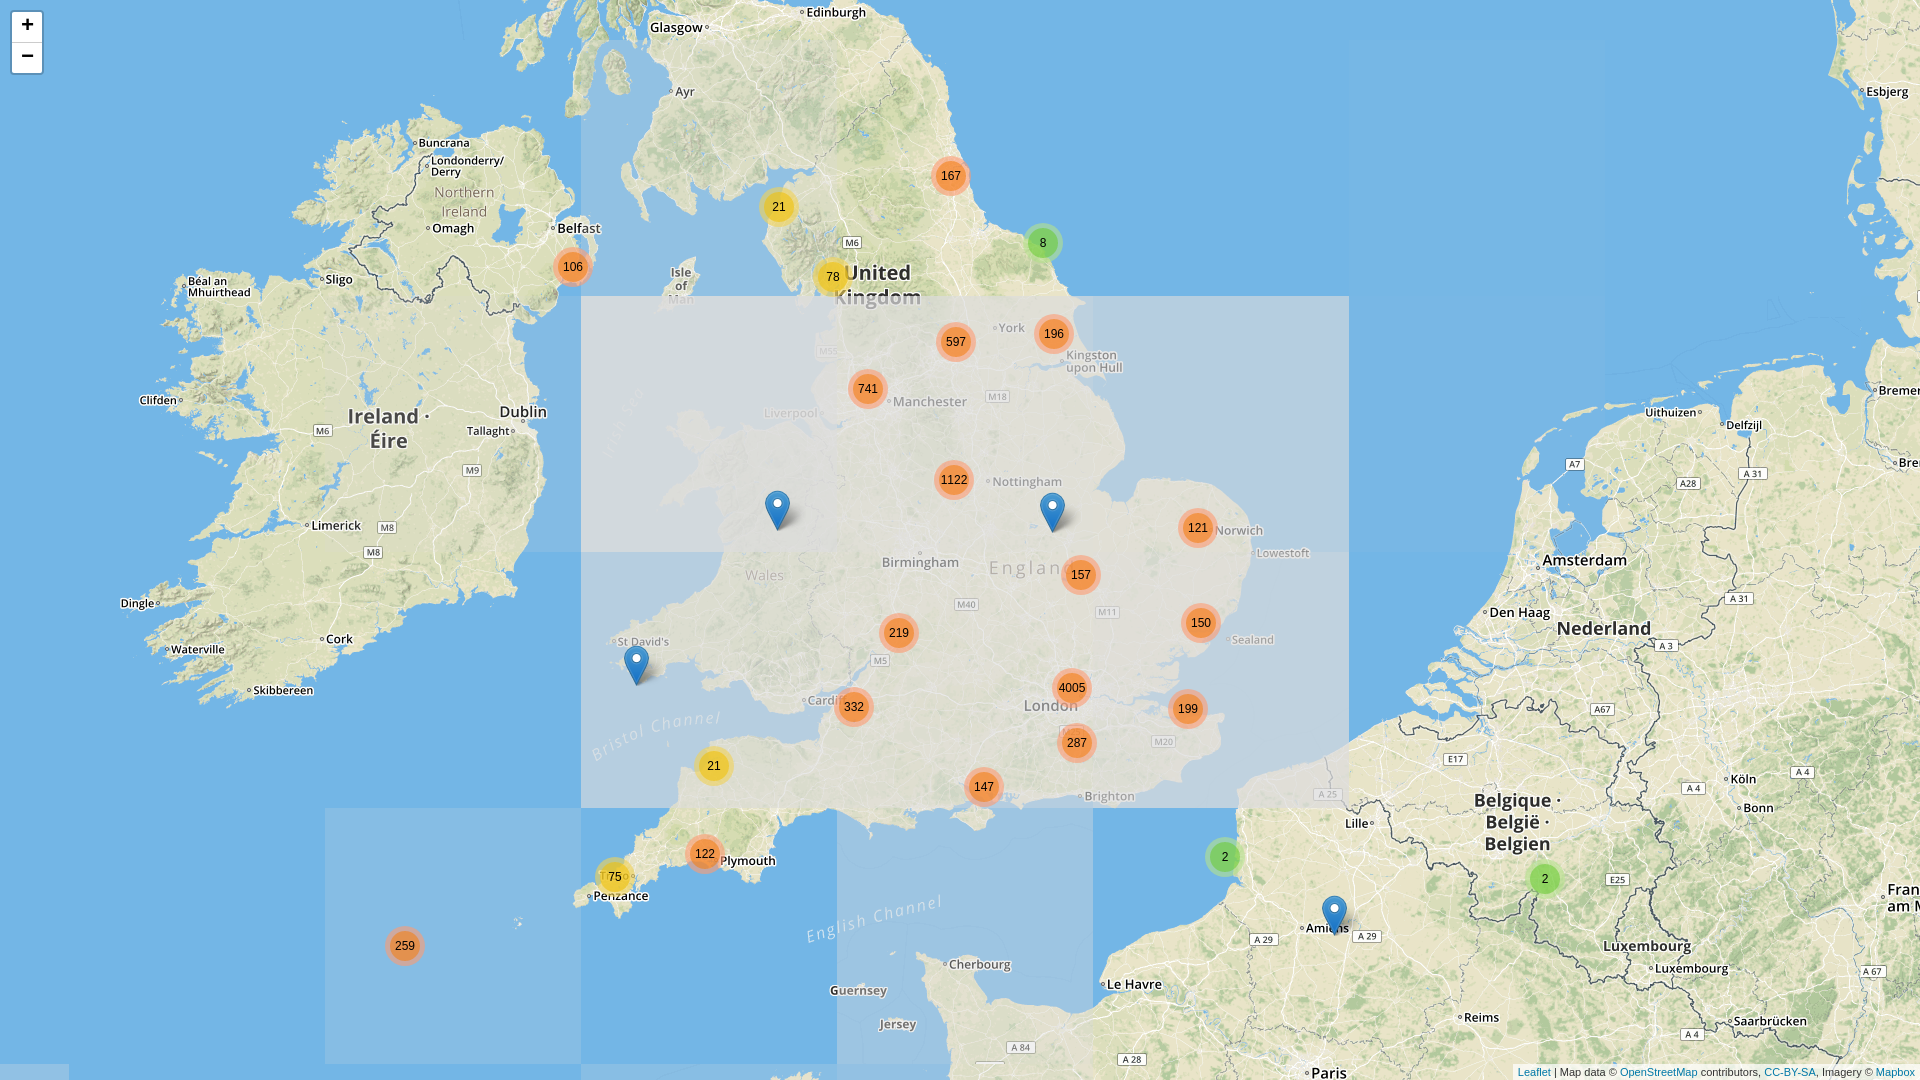 +
−
Glasgow
Edinburgh
Ayr
Esbjerg
Buncrana
Londonderry/
Derry
Northern
Ireland
Omagh
Belfast
167
21
8
M6
106
78
United
Kingdom
Isle
of
Man
Sligo
Béal an
Mhuirthead
York
196
597
Kingston
upon Hull
741
Manchester
M18
Liverpool
Clifden
Ireland ·
Éire
M6
Dublin
Tallaght
M9
Uithuizen
Delfzijl
Bremer
A7
A 31
A28
Bre
1122
Nottingham
Limerick
M8
M8
121
Norwich
Lowestoft
Birmingham
Wales
Englan
157
Amsterdam
A 31
M40
M11
Dingle
Den Haag
Nederland
150
Sealand
219
M5
St David's
Cork
Waterville
A 3
Skibbereen
4005
London
Cardiff
332
199
A67
Bristol Channel
287
M20
E17
21
147
Brighton
A 25
A 4
A 4
Köln
Bonn
Belgique ·
België ·
Belgien
Lille
122
Plymouth
75
Penzance
2
2
E25
Fran
am M
English Channel
259
Amiens
A 29
A 29
Luxembourg
Luxembourg
A 67
Cherbourg
Guernsey
Le Havre
Jersey
Reims
Saarbrücken
A 84
A 28
A 4
Paris
Leaflet | Map data © OpenStreetMap contributors, CC-BY-SA, Imagery © Mapbox